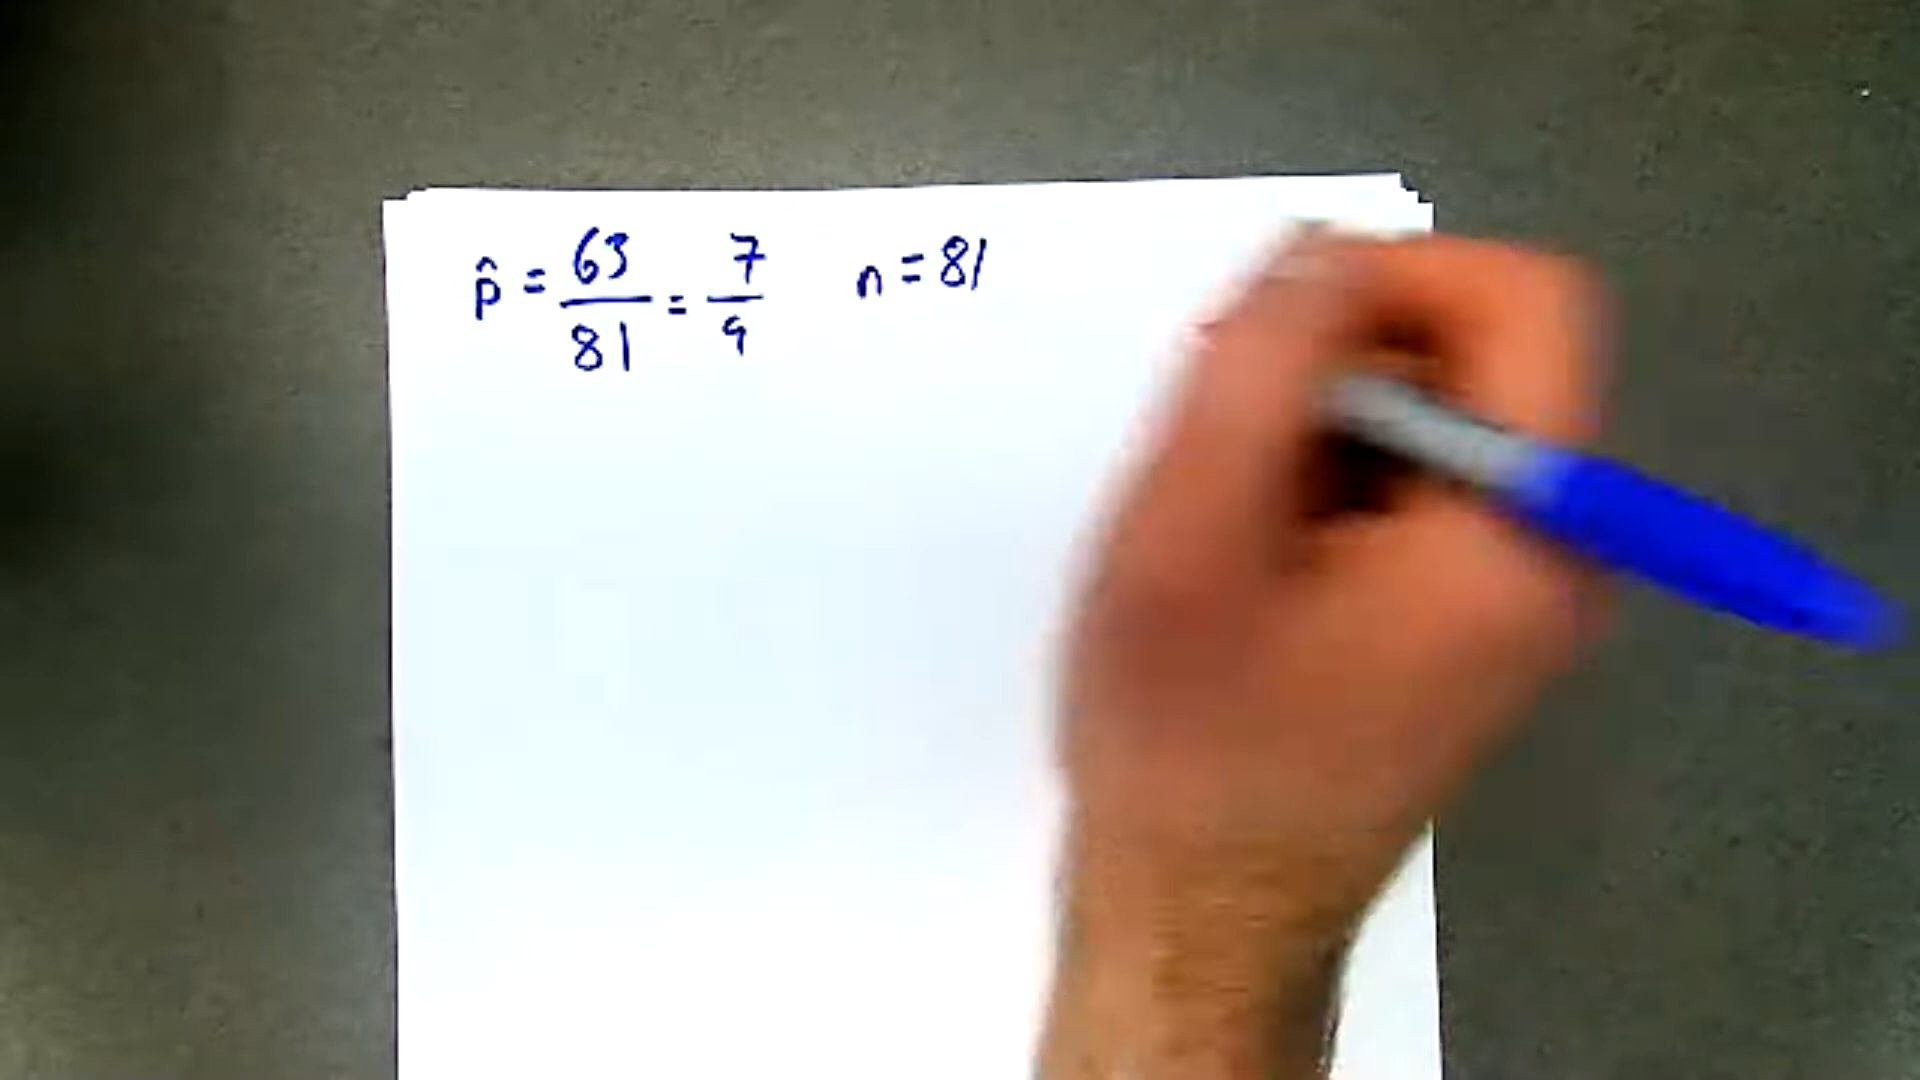 p̂ = 63/81 = 7/9 n = 81